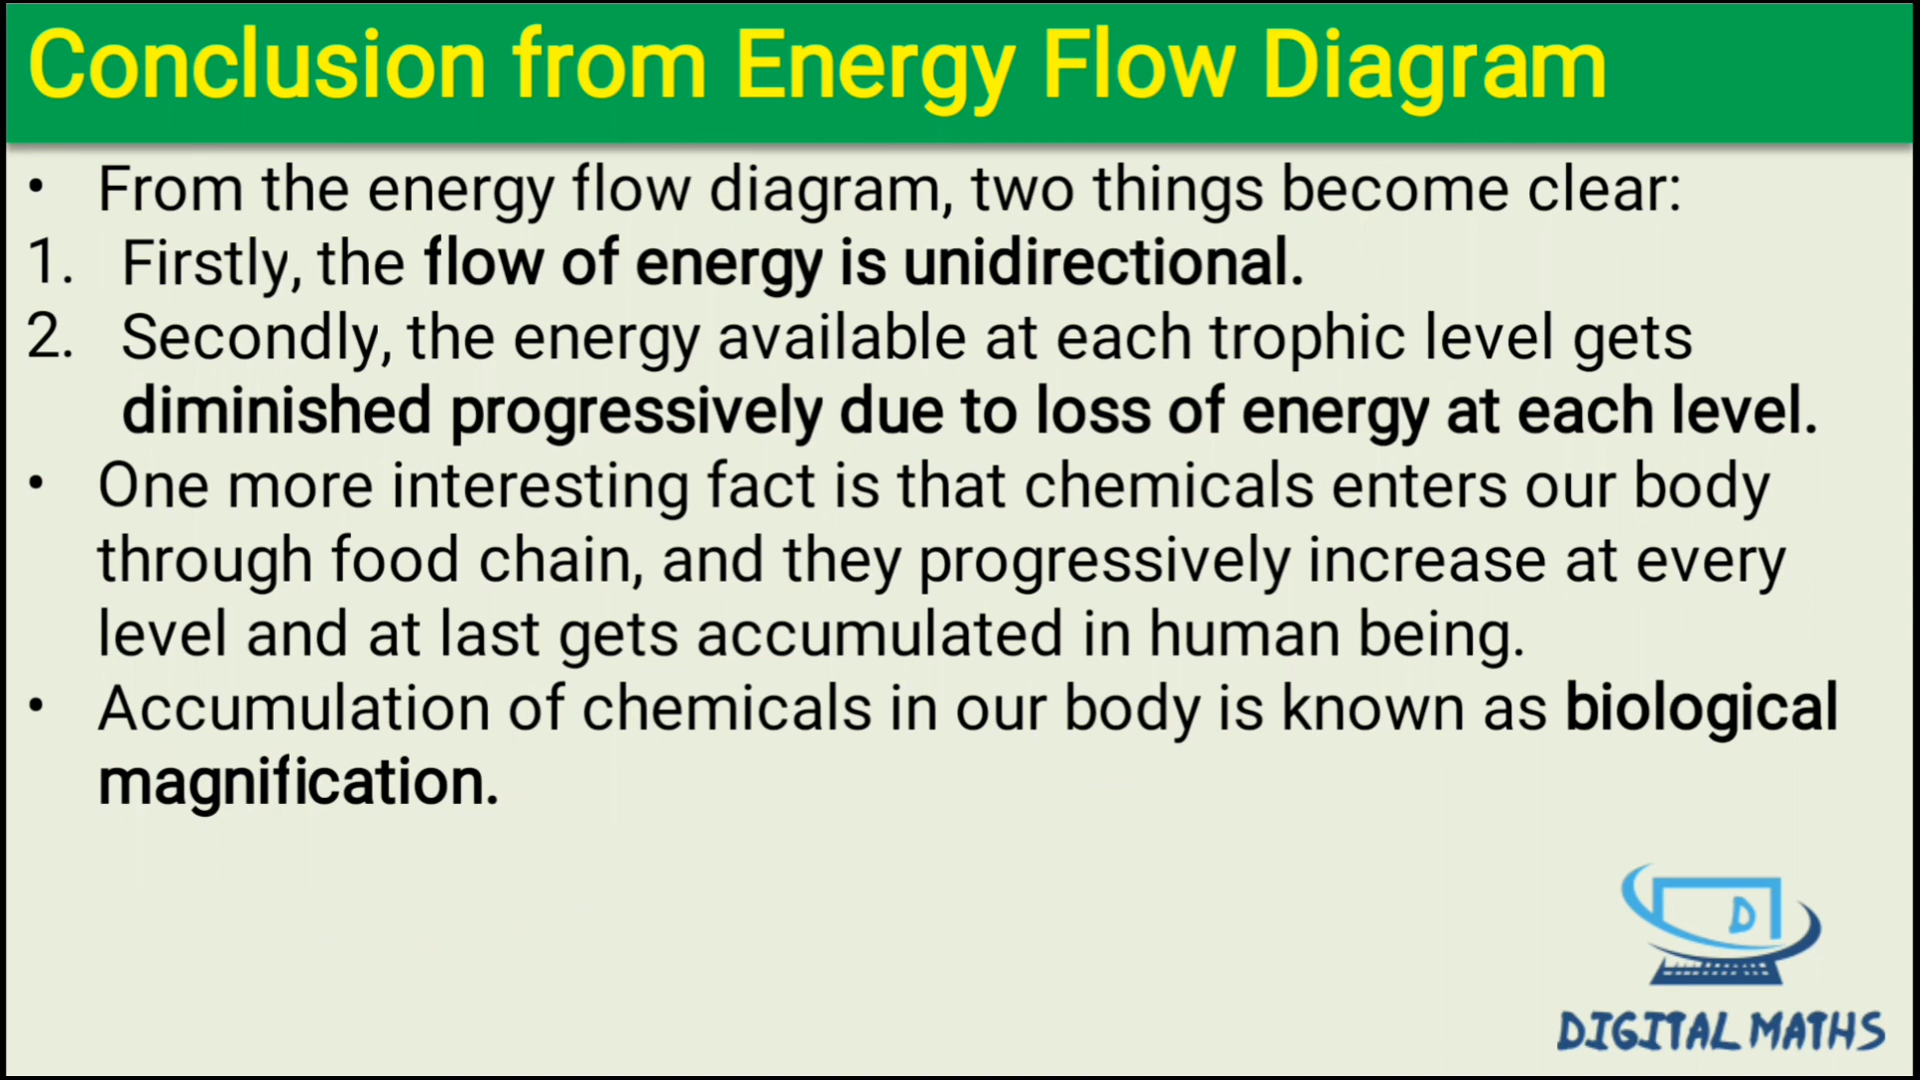 Conclusion from Energy Flow Diagram
• From the energy flow diagram, two things become clear:
1. Firstly, the flow of energy is unidirectional.
2. Secondly, the energy available at each trophic level gets
diminished progressively due to loss of energy at each level.
• One more interesting fact is that chemicals enters our body
through food chain, and they progressively increase at every
level and at last gets accumulated in human being.
• Accumulation of chemicals in our body is known as biological
magnification.
D
DIGITAL MATHS